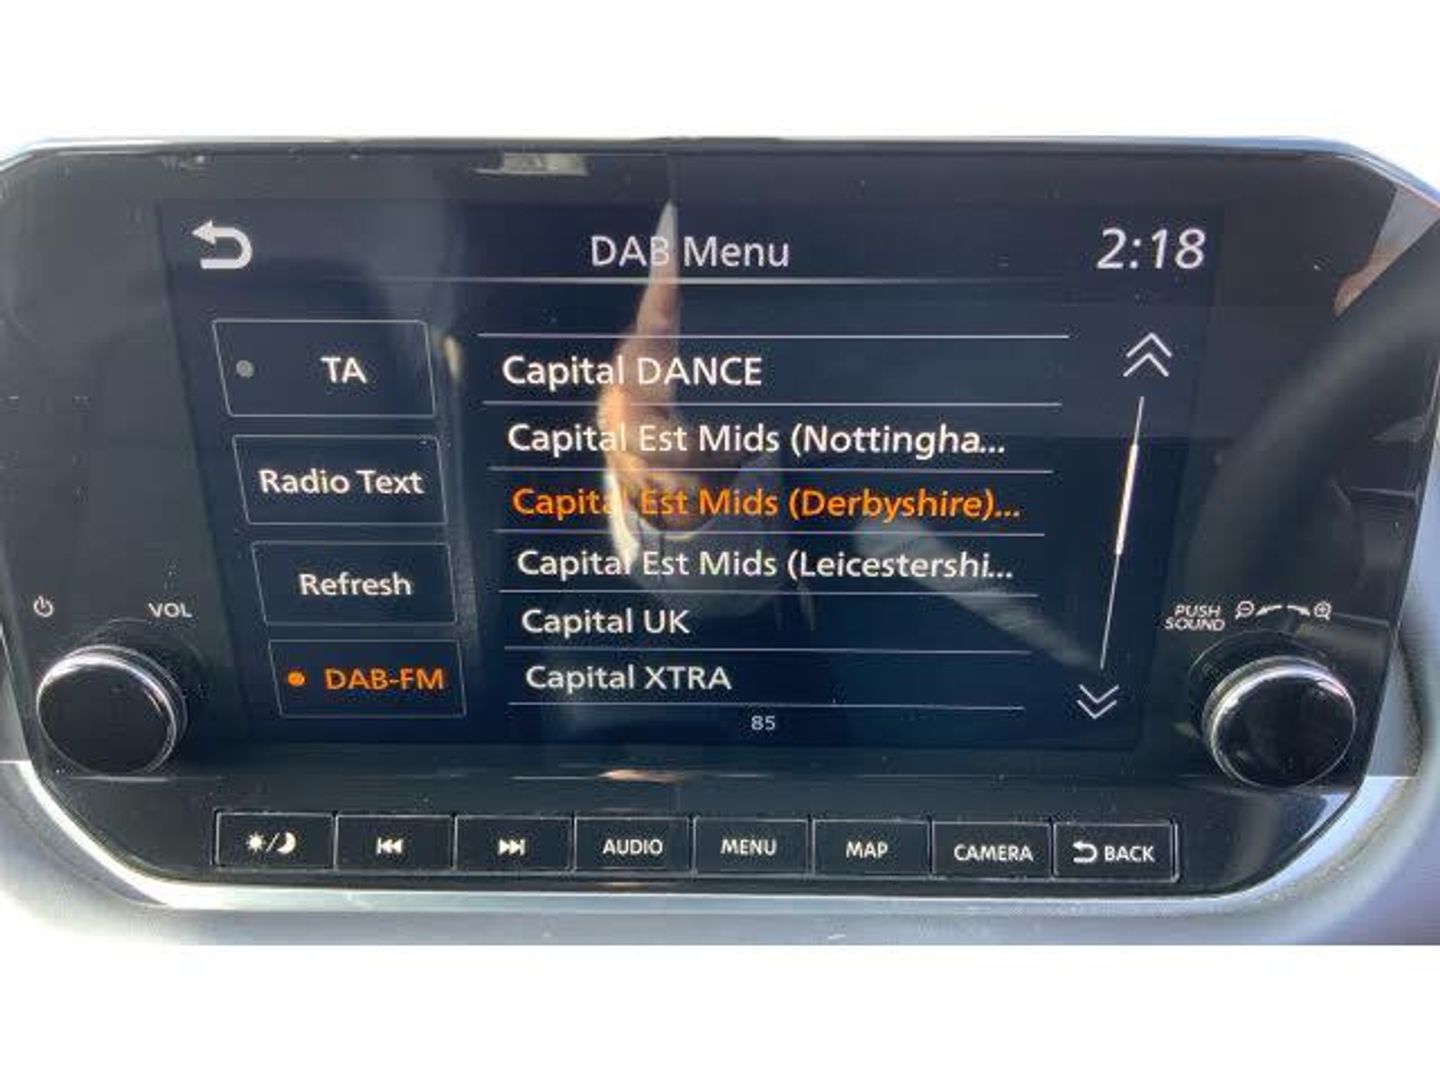 DAB Menu
2:18
TA
Radio Text
Refresh
DAB-FM
Capital DANCE
Capital Est Mids (Nottingha...
Capital Est Mids (Derbyshire)...
Capital Est Mids (Leicestershi...
Capital UK
Capital XTRA
85
VOL
PUSH
SOUND
AUDIO
MENU
MAP
CAMERA
BACK